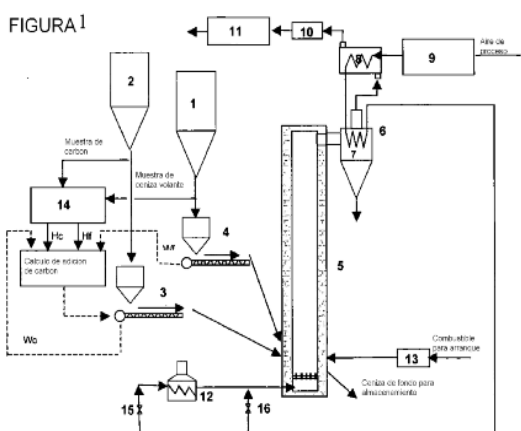 FIGURA 1
11
10
8
9
Aire de
proceso
2
1
6
7
Muestra de
carbon
Muestra de
ceniza volante
14
4
Hc
Hf
Wf
Calculo de edicion
de carbon
3
5
Wo
Combustible
para arranque
13
12
15
16
Ceniza de fondo para
almacenamiento